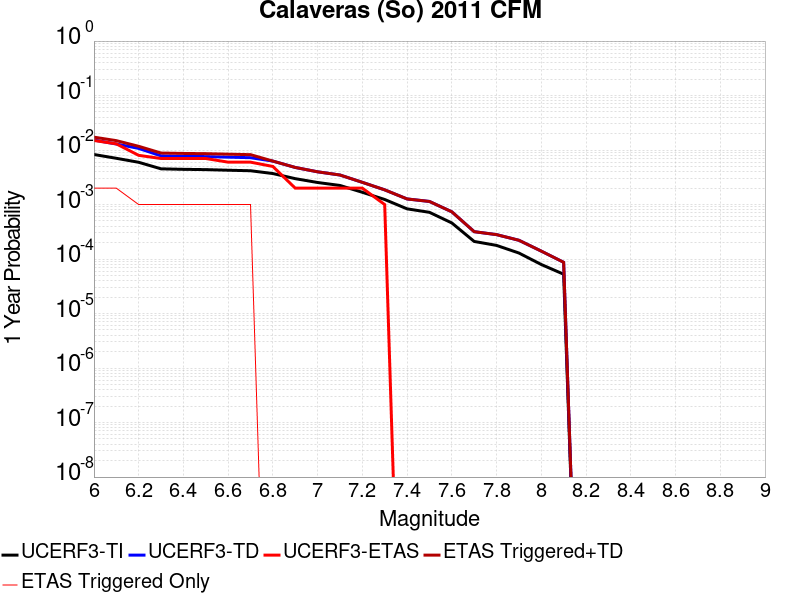 Calaveras (So) 2011 CFM
10^0
10^-1
10^-2
10^-3
10^-4
10^-5
10^-6
10^-7
10^-8
1 Year Probability
6 6.2 6.4 6.6 6.8 7 7.2 7.4 7.6 7.8 8 8.2 8.4 8.6 8.8 9
Magnitude
UCERF3-TI UCERF3-TD UCERF3-ETAS ETAS Triggered+TD
ETAS Triggered Only